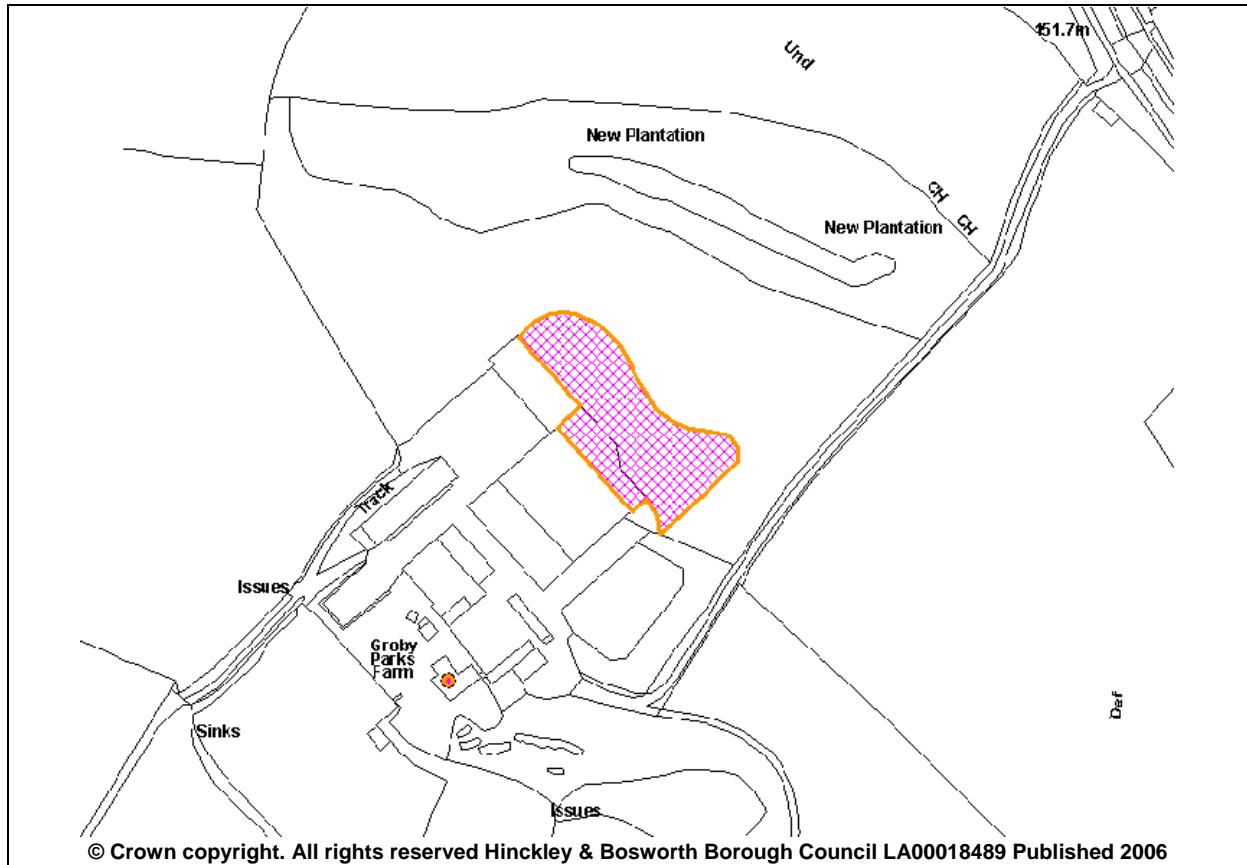 151.7m
Und
New Plantation
CH CH
New Plantation
Track
Issues
Groby
Parks
Farm
Sinks
Def
Issues
© Crown copyright. All rights reserved Hinckley & Bosworth Borough Council LA00018489 Published 2006